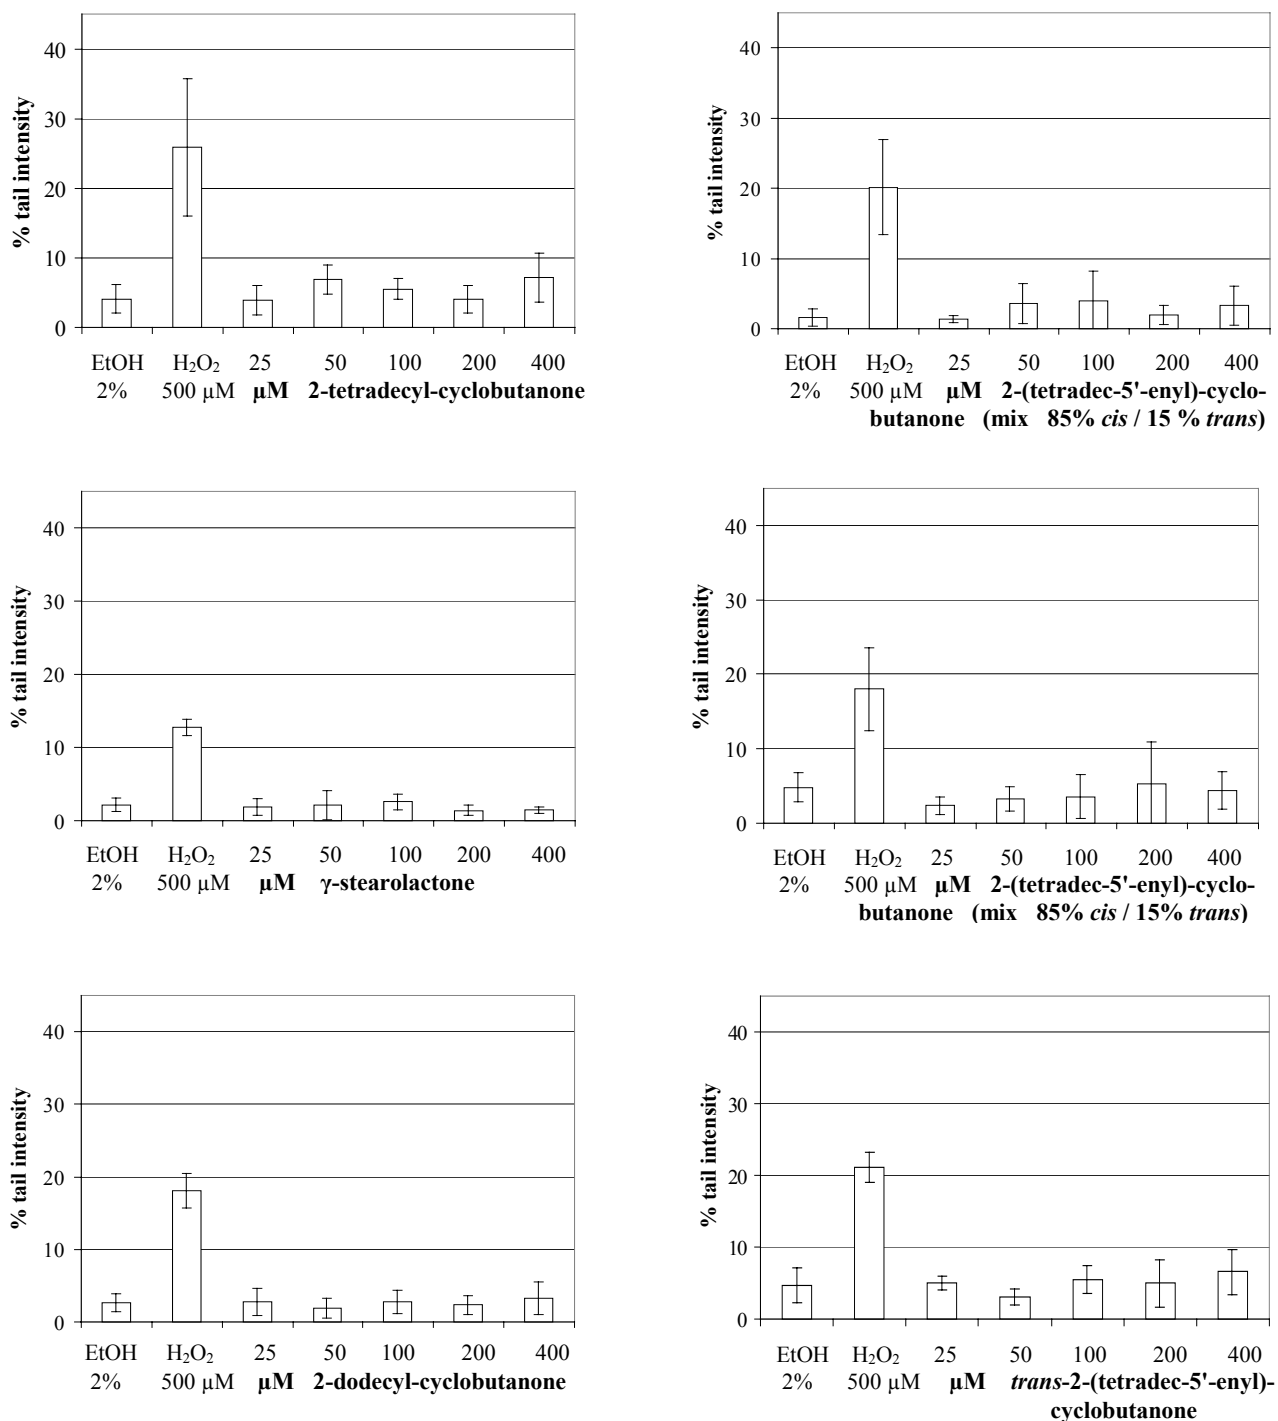 % tail intensity
40
30
20
10
0
EtOH H₂O₂ 25 50 100 200 400
2% 500 µM µM 2-tetradecyl-cyclobutanone
% tail intensity
40
30
20
10
0
EtOH H₂O₂ 25 50 100 200 400
2% 500 µM µM 2-(tetradec-5'-enyl)-cyclo-
butanone (mix 85% cis / 15 % trans)
% tail intensity
40
30
20
10
0
EtOH H₂O₂ 25 50 100 200 400
2% 500 µM µM γ-stearolactone
% tail intensity
40
30
20
10
0
EtOH H₂O₂ 25 50 100 200 400
2% 500 µM µM 2-(tetradec-5'-enyl)-cyclo-
butanone (mix 85% cis / 15% trans)
% tail intensity
40
30
20
10
0
EtOH H₂O₂ 25 50 100 200 400
2% 500 µM µM 2-dodecyl-cyclobutanone
% tail intensity
40
30
20
10
0
EtOH H₂O₂ 25 50 100 200 400
2% 500 µM µM trans-2-(tetradec-5'-enyl)-
cyclobutanone